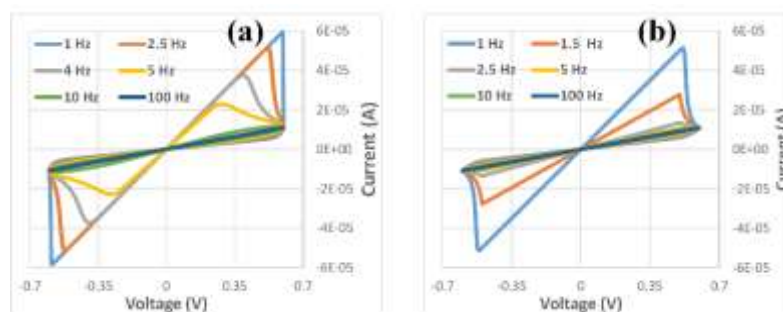 (a)
1 Hz 2.5 Hz
4 Hz 5 Hz
10 Hz 100 Hz
6E-05
4E-05
2E-05
0E+00
-2E-05
-4E-05
-6E-05
Current (A)
-0.7 -0.35 0 0.35 0.7
Voltage (V)
(b)
1 Hz 1.5 Hz
2.5 Hz 5 Hz
10 Hz 100 Hz
6E-05
4E-05
2E-05
0E+00
-2E-05
-4E-05
-6E-05
Current (A)
-0.7 -0.35 0 0.35 0.7
Voltage (V)